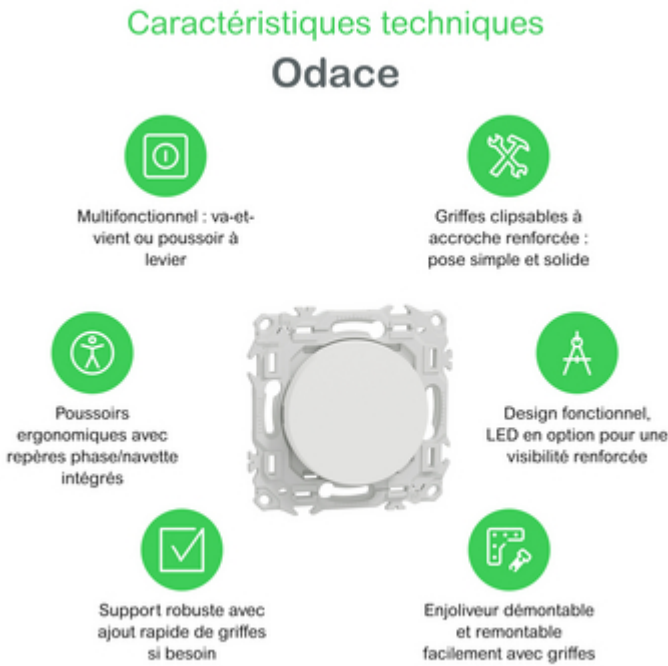 Caractéristiques techniques
Odace
Multifonctionnel : va-et-
vient ou poussoir à
levier
Griffes clipsables à
accroche renforcée :
pose simple et solide
Poussoirs
ergonomiques avec
repères phase/navette
intégrés
Design fonctionnel,
LED en option pour une
visibilité renforcée
Support robuste avec
ajout rapide de griffes
si besoin
Enjoliveur démontable
et remontable
facilement avec griffes